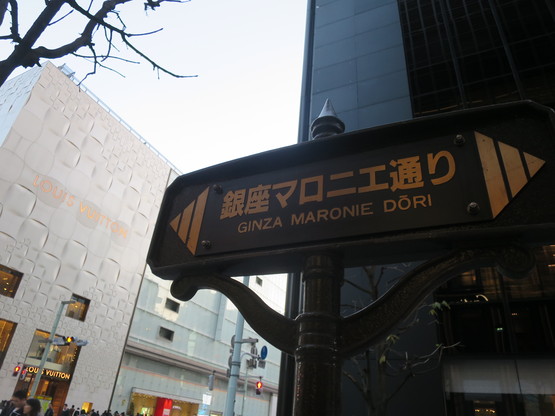 銀座マロニエ通り
GINZA MARONIE DŌRI
LOUIS VUITTON
LOUIS VUITTON